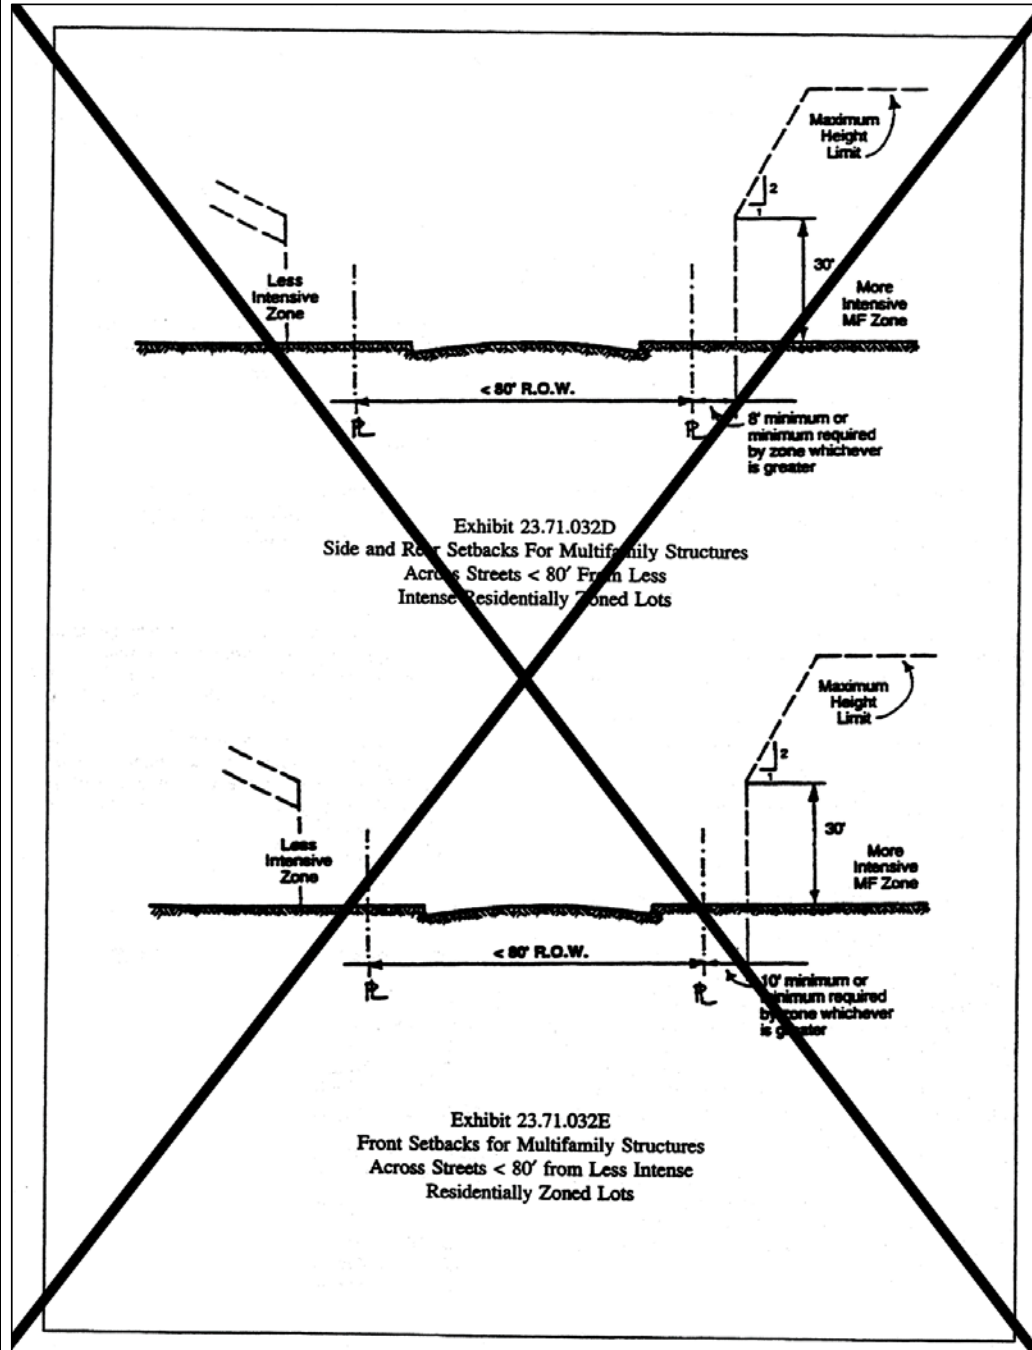 Maximum
Height
Limit
2
1
30'
Less
Intensive
Zone
More
Intensive
MF Zone
< 80' R.O.W.
PL
PL
8' minimum or
minimum required
by zone whichever
is greater
Exhibit 23.71.032D
Side and Rear Setbacks For Multifamily Structures
Across Streets < 80' From Less
Intense Residentially Zoned Lots
Maximum
Height
Limit
2
1
30'
Less
Intensive
Zone
More
Intensive
MF Zone
< 80' R.O.W.
PL
PL
10' minimum or
minimum required
by zone whichever
is greater
Exhibit 23.71.032E
Front Setbacks for Multifamily Structures
Across Streets < 80' from Less Intense
Residentially Zoned Lots